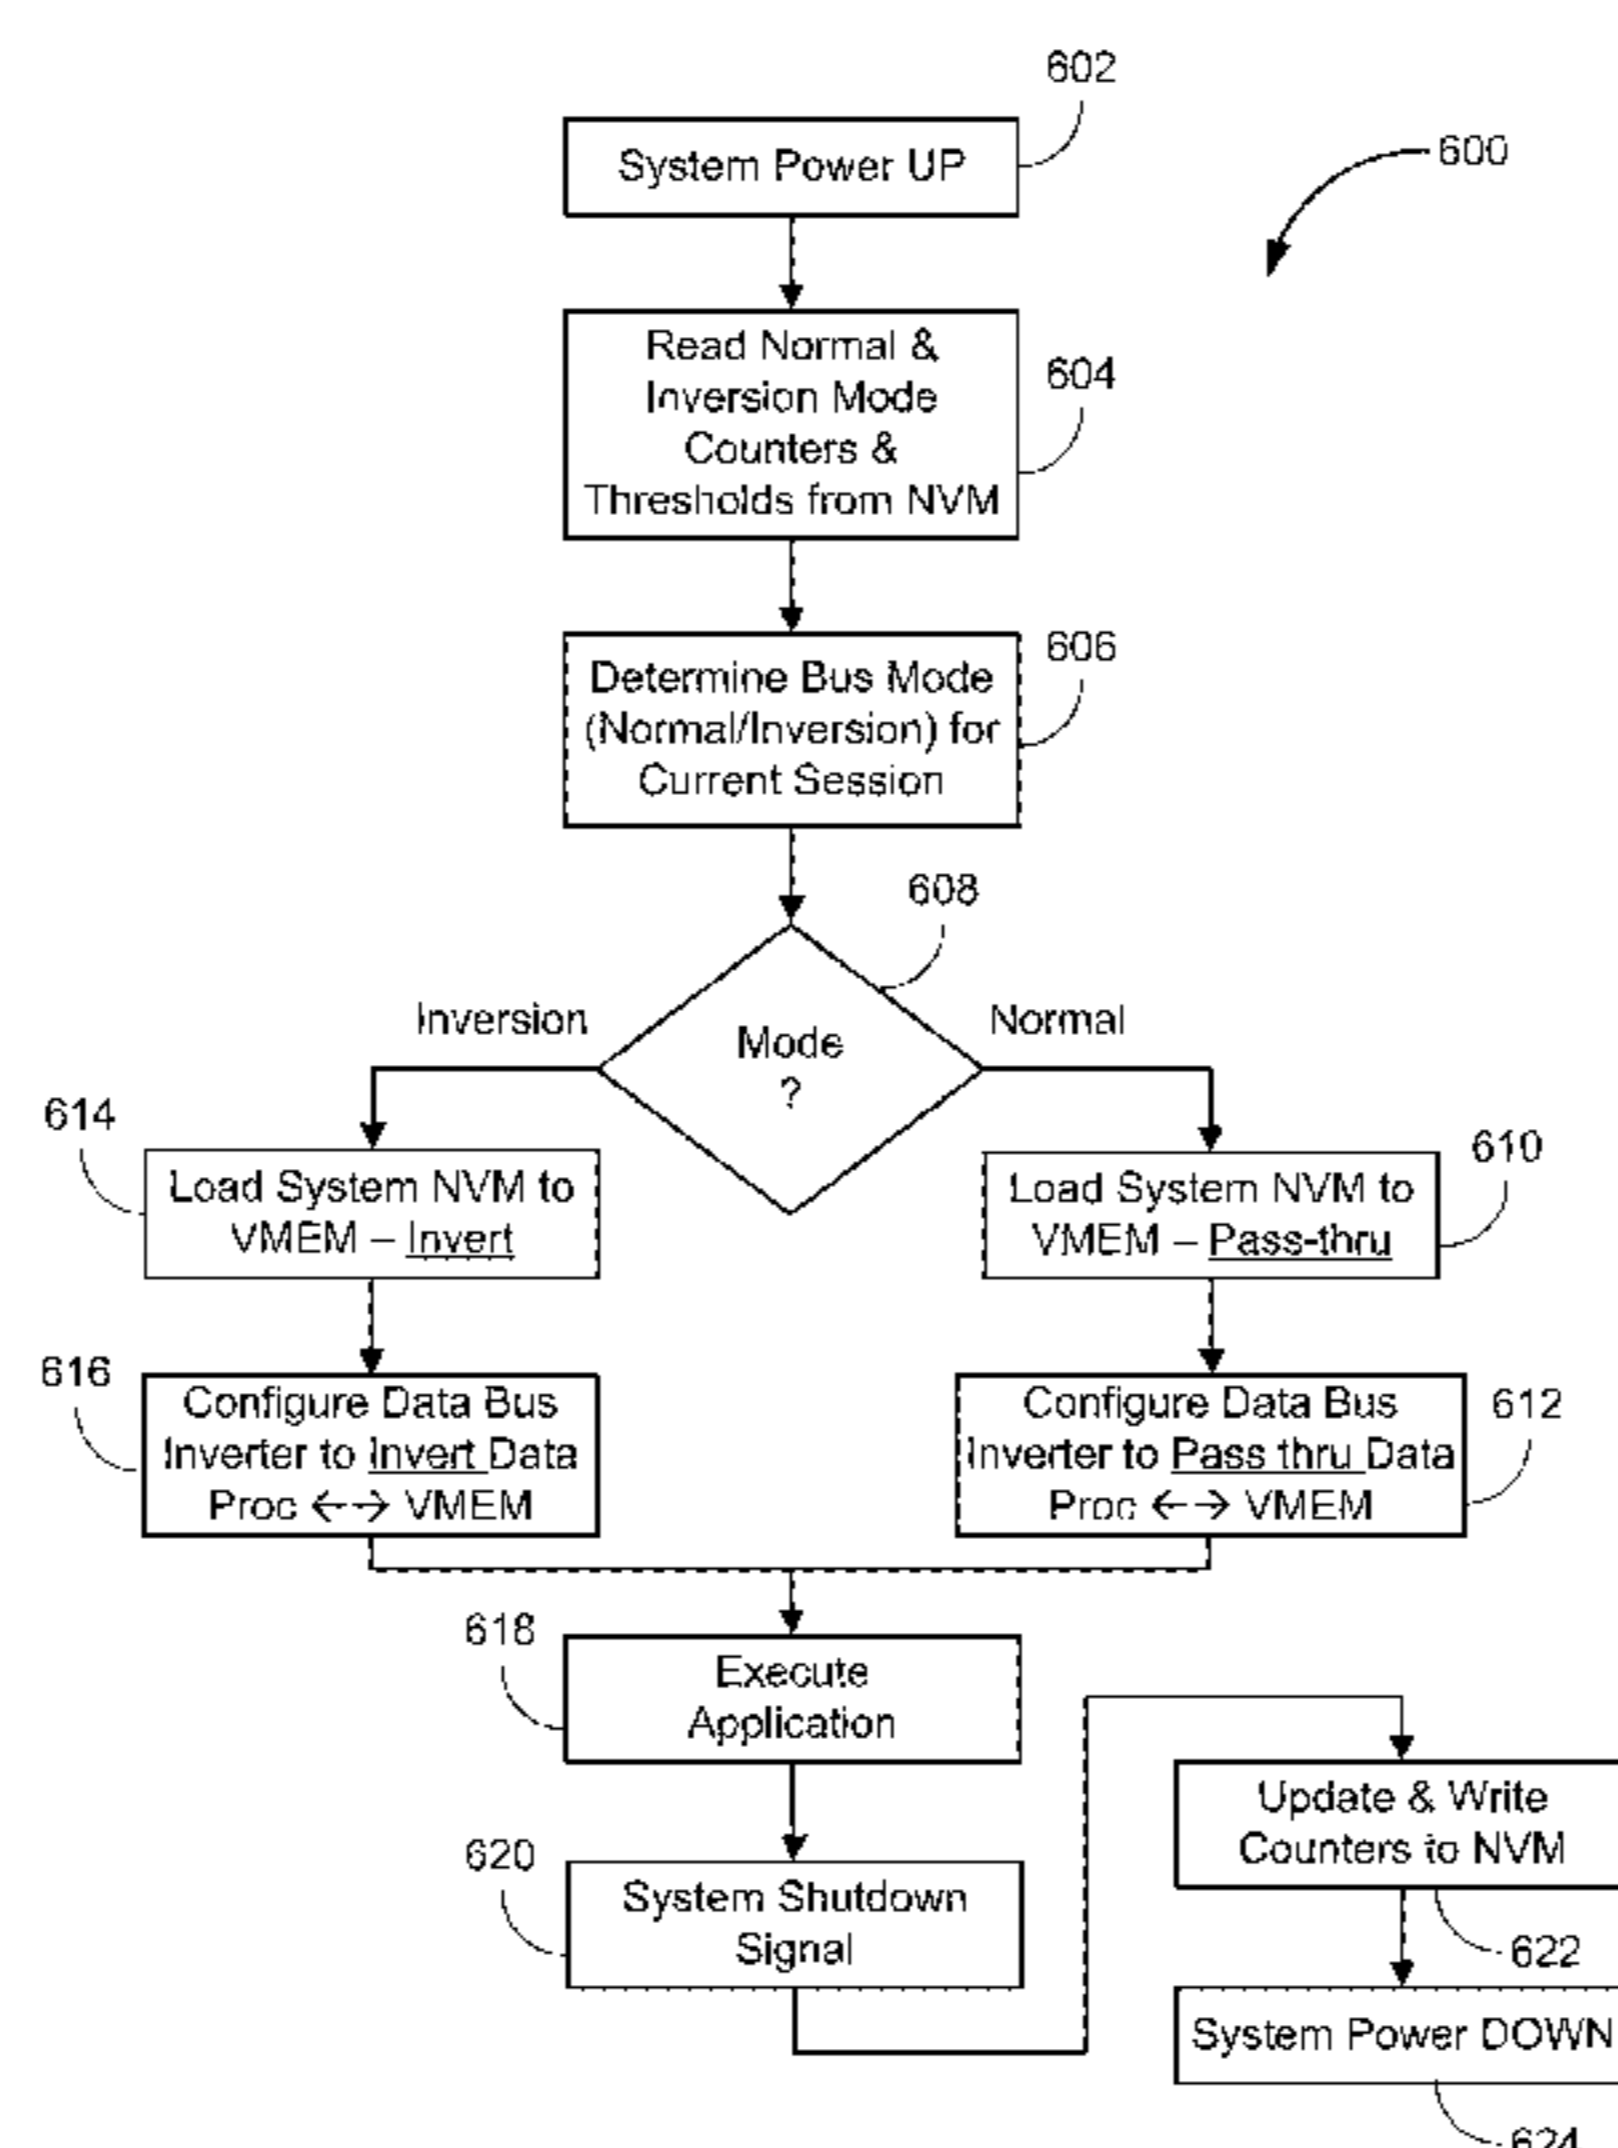 602
600
System Power UP
Read Normal &
Inversion Mode
Counters &
Thresholds from NVM
604
606
Determine Bus Mode
(Normal/Inversion) for
Current Session
608
Inversion
Normal
Mode
?
614
610
Load System NVM to
VMEM – Invert
Load System NVM to
VMEM – Pass-thru
616
612
Configure Data Bus
Inverter to Invert Data
Proc <--> VMEM
Configure Data Bus
Inverter to Pass thru Data
Proc <--> VMEM
618
Execute
Application
620
System Shutdown
Signal
Update & Write
Counters to NVM
622
System Power DOWN
624